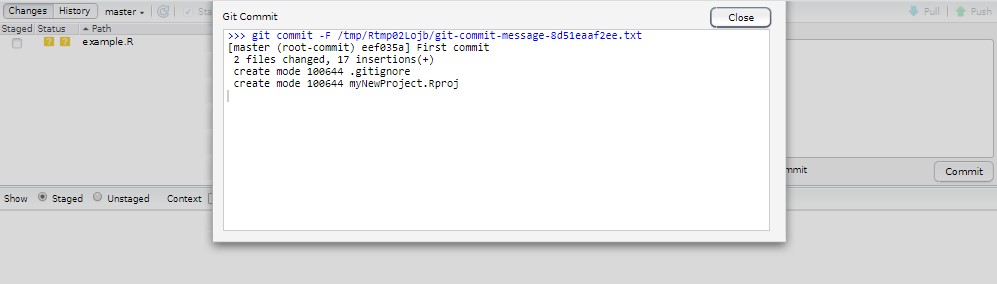 Changes History master Sta
Git Commit
Close
Pull Push
Staged Status Path
example.R
>>> git commit -F /tmp/Rtmp02Lojb/git-commit-message-8d51eaaf2ee.txt
[master (root-commit) eef035a] First commit
2 files changed, 17 insertions(+)
create mode 100644 .gitignore
create mode 100644 myNewProject.Rproj
mmit
Commit
Show Staged Unstaged Context